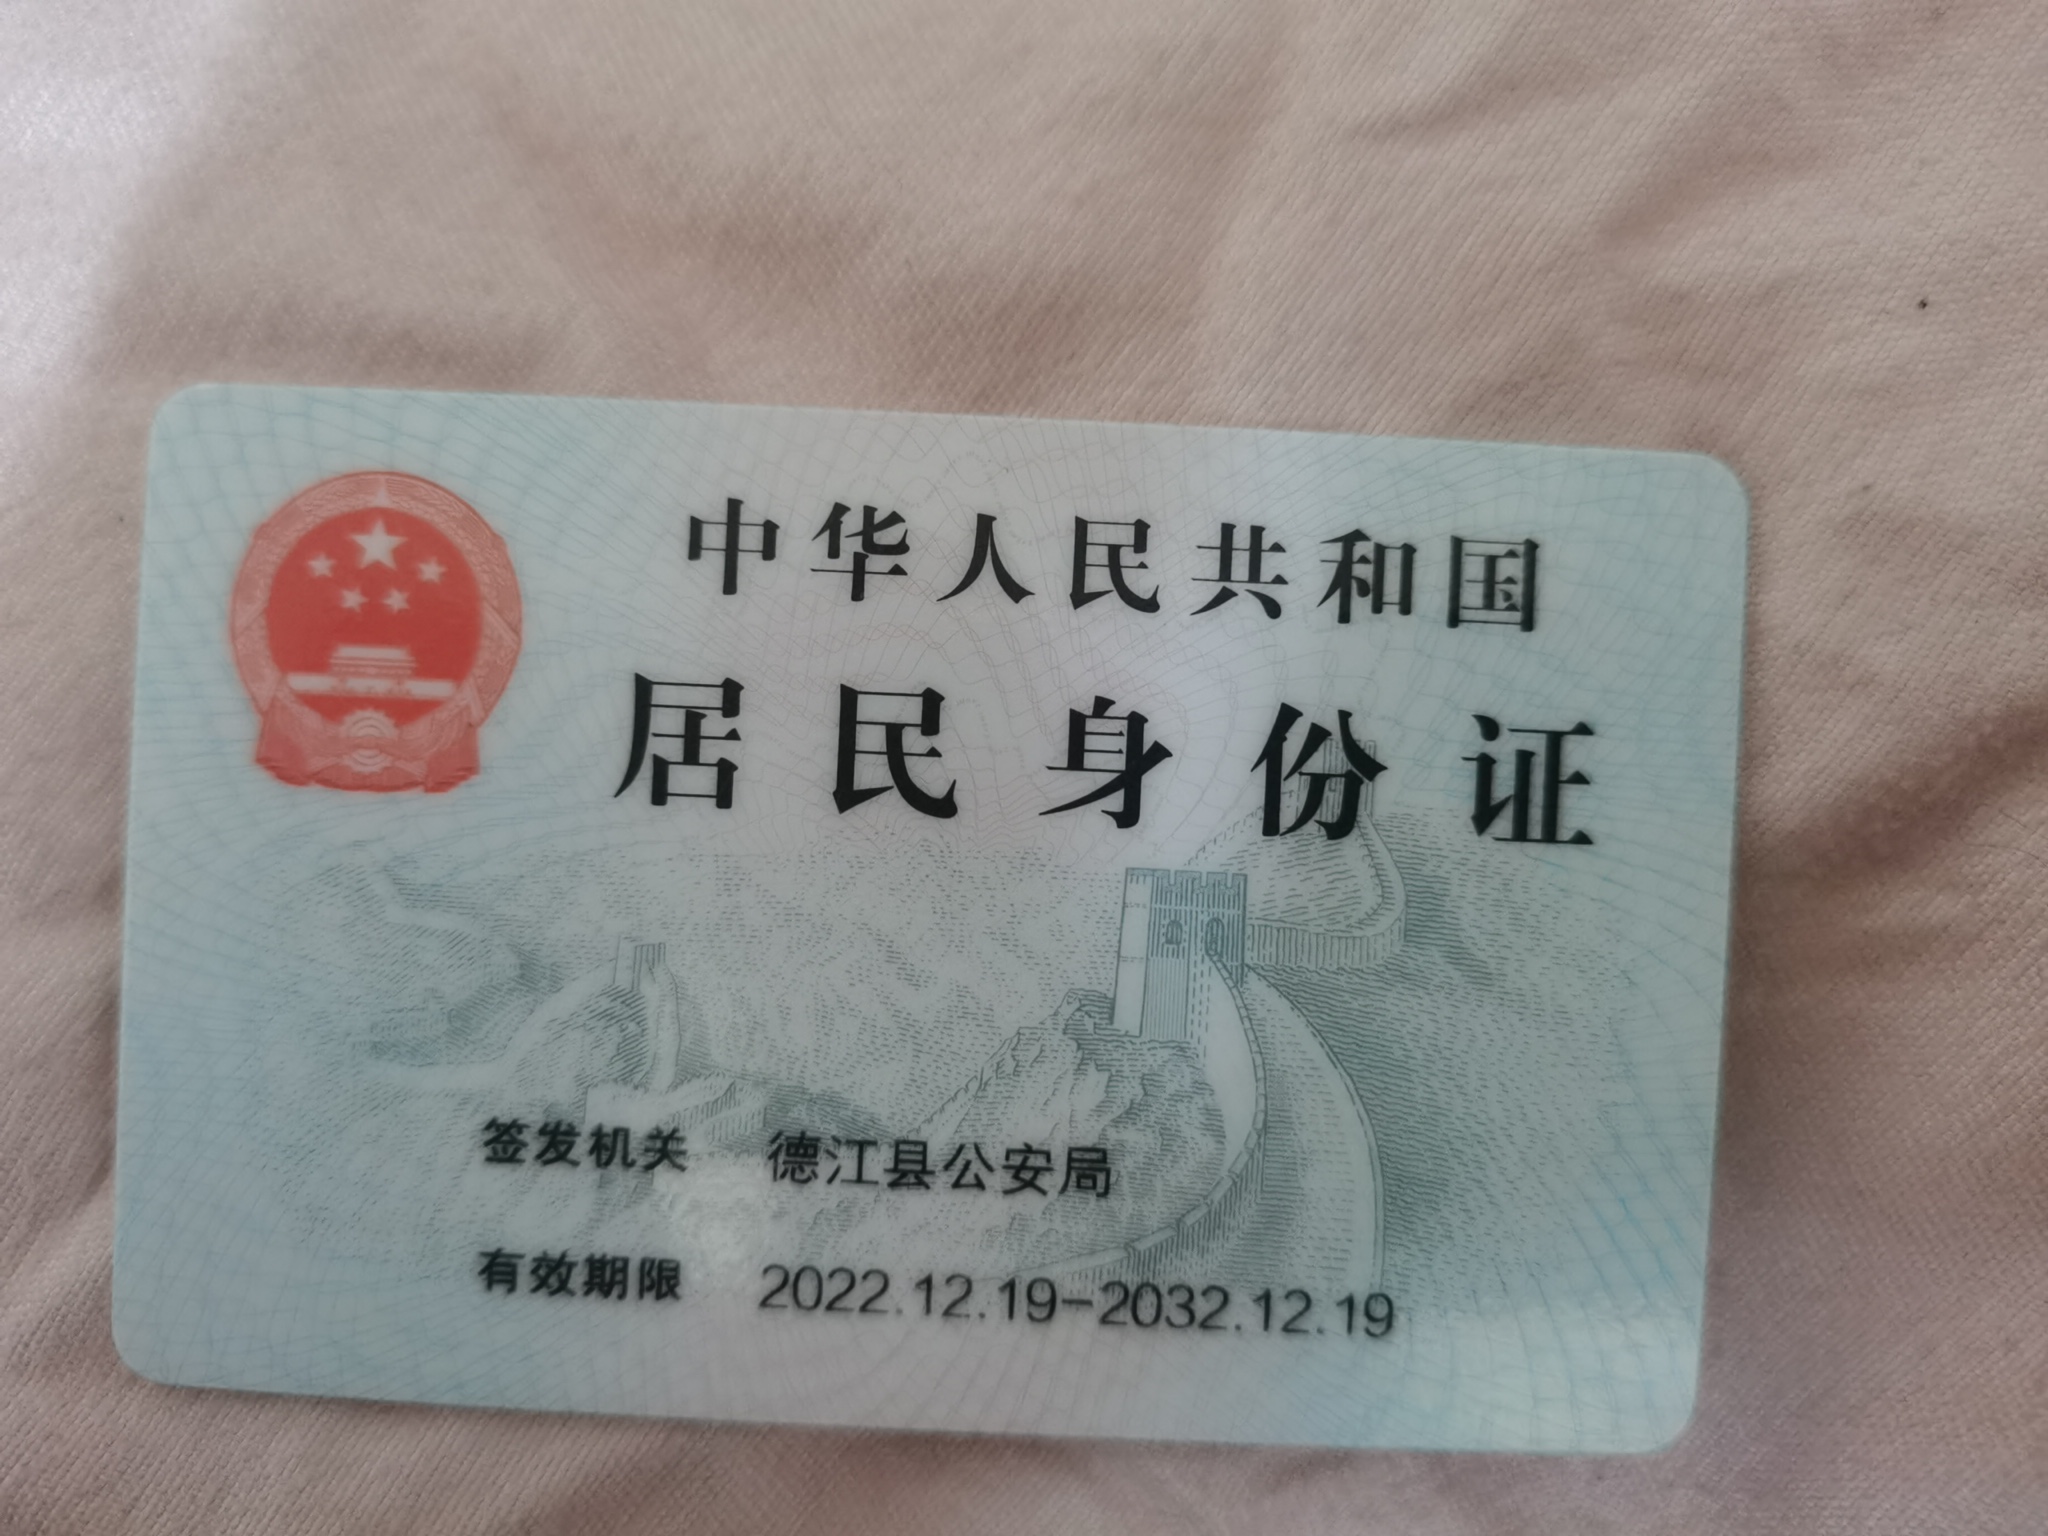 中华人民共和国
居民身份证
签发机关 德江县公安局
有效期限 2022.12.19-2032.12.19